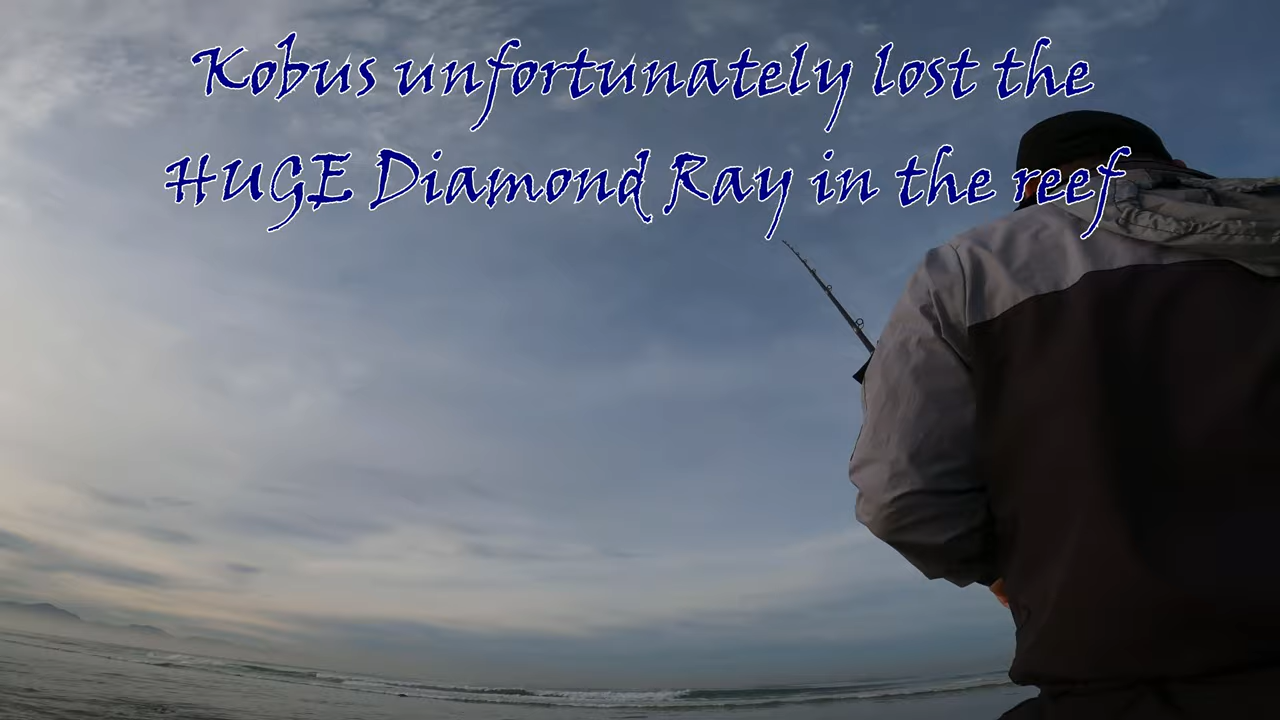 Kobus unfortunately lost the
HUGE Diamond Ray in the reef